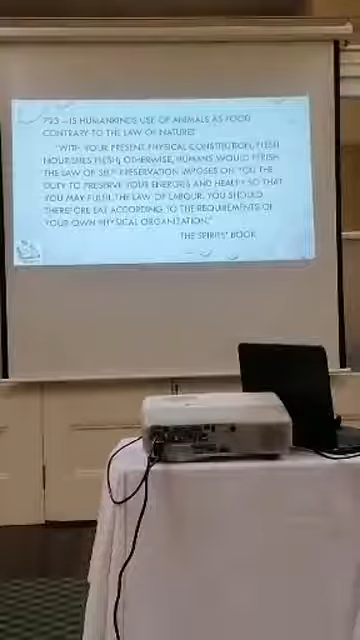 723 – IS HUMANKIND'S USE OF ANIMALS AS FOOD
CONTRARY TO THE LAW OF NATURE?
"WITH YOUR PRESENT PHYSICAL CONSTITUTION, FLESH
NOURISHES FLESH; OTHERWISE, HUMANS WOULD PERISH.
THE LAW OF SELF-PRESERVATION IMPOSES ON YOU THE
DUTY TO PRESERVE YOUR ENERGIES AND HEALTH SO THAT
YOU MAY FULFIL THE LAW OF LABOUR. YOU SHOULD
THEREFORE EAT ACCORDING TO THE REQUIREMENTS OF
YOUR OWN PHYSICAL ORGANIZATION."
THE SPIRITS' BOOK